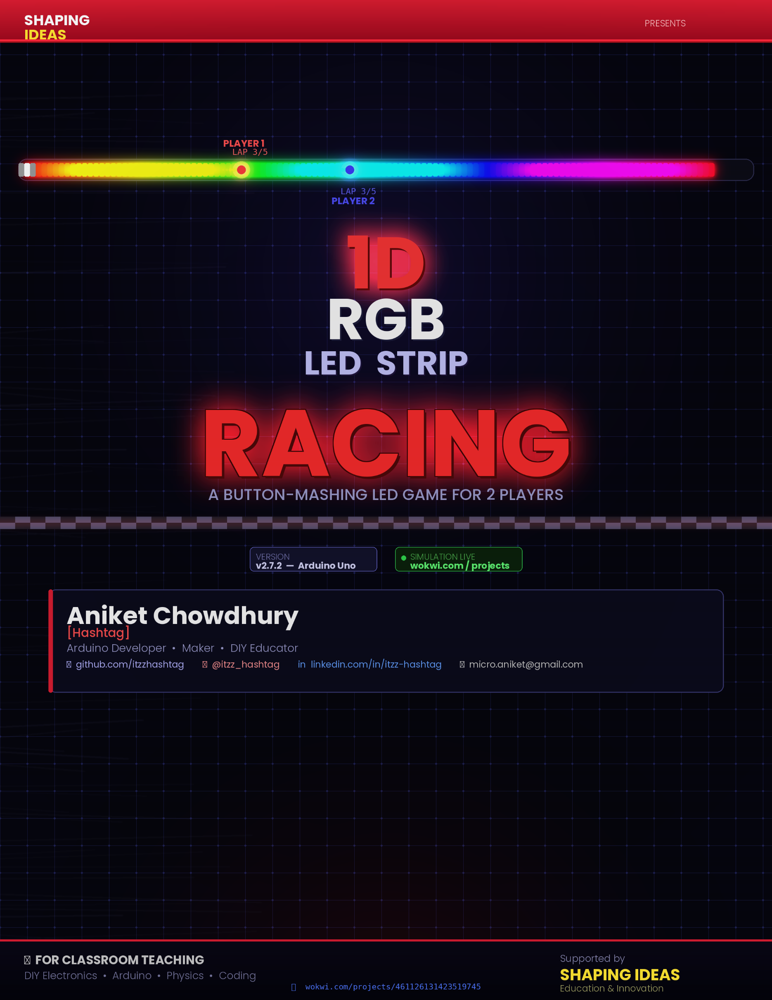 SHAPING
IDEAS
PRESENTS
PLAYER 1
LAP 3/5
LAP 3/5
PLAYER 2
1D
RGB
LED STRIP
RACING
A BUTTON-MASHING LED GAME FOR 2 PLAYERS
VERSION
v2.7.2 — Arduino Uno
SIMULATION LIVE
wokwi.com / projects
Aniket Chowdhury
[Hashtag]
Arduino Developer • Maker • DIY Educator
github.com/itzzhashtag @itzz_hashtag in linkedin.com/in/itzz-hashtag micro.aniket@gmail.com
FOR CLASSROOM TEACHING
DIY Electronics • Arduino • Physics • Coding
wokwi.com/projects/461126131423519745
Supported by
SHAPING IDEAS
Education & Innovation